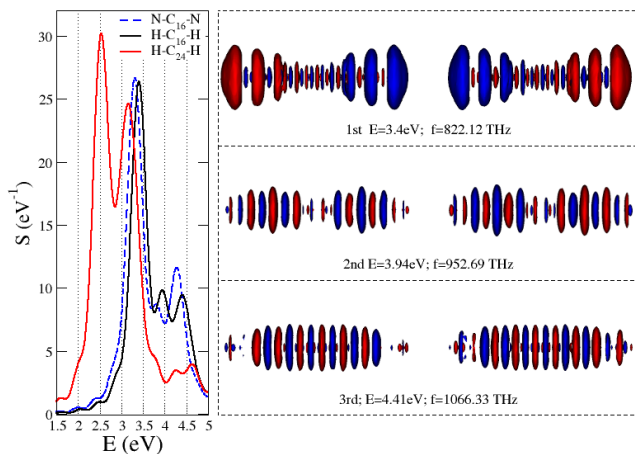 N-C₁₆-N
H-C₁₆-H
H-C₂₄-H
30
25
20
15
10
5
0
S (eV⁻¹)
1.5 2 2.5 3 3.5 4 4.5 5
E (eV)
1st E=3.4eV; f=822.12 THz
2nd E=3.94eV; f=952.69 THz
3rd; E=4.41eV; f=1066.33 THz